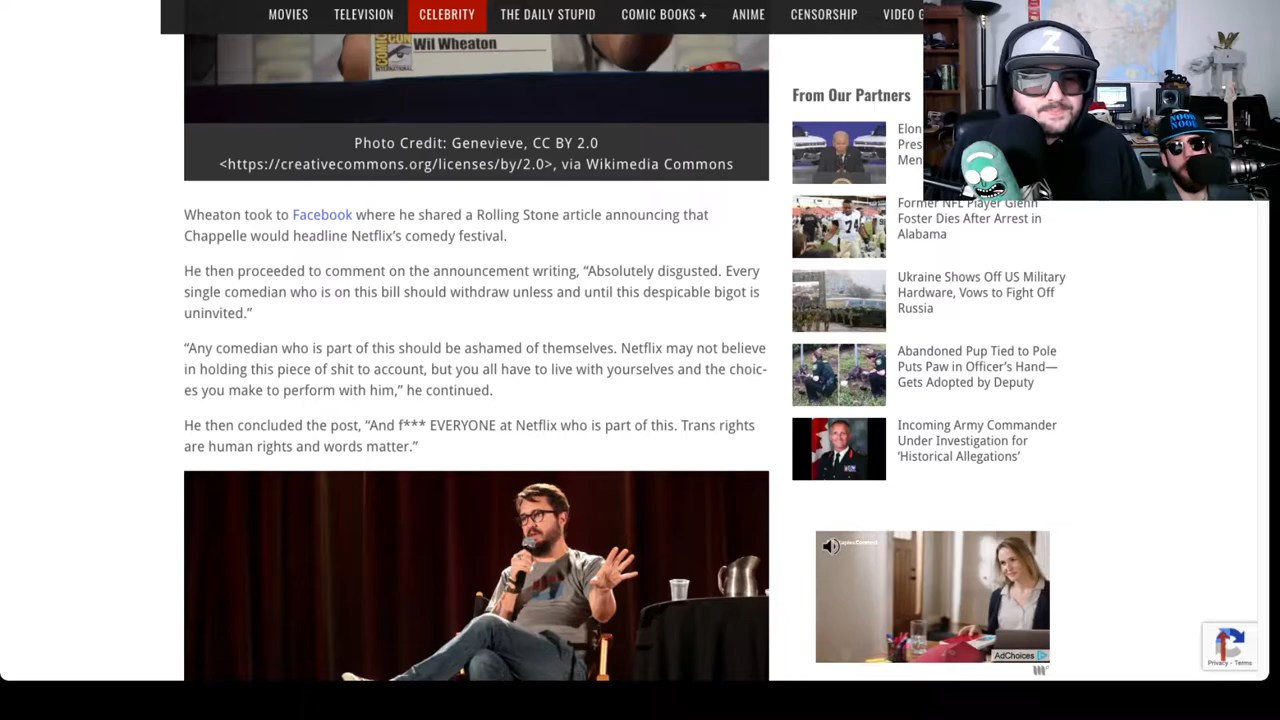 MOVIES TELEVISION CELEBRITY THE DAILY STUPID COMIC BOOKS + ANIME CENSORSHIP VIDEO G
COMIC CON
INTERNATIONAL
Wil Wheaton
Photo Credit: Genevieve, CC BY 2.0
<https://creativecommons.org/licenses/by/2.0>, via Wikimedia Commons
Wheaton took to Facebook where he shared a Rolling Stone article announcing that
Chappelle would headline Netflix’s comedy festival.
He then proceeded to comment on the announcement writing, “Absolutely disgusted. Every
single comedian who is on this bill should withdraw unless and until this despicable bigot is
uninvited.”
“Any comedian who is part of this should be ashamed of themselves. Netflix may not believe
in holding this piece of shit to account, but you all have to live with yourselves and the choic-
es you make to perform with him,” he continued.
He then concluded the post, “And f*** EVERYONE at Netflix who is part of this. Trans rights
are human rights and words matter.”
From Our Partners
Elon
Pres
Men
Former NFL Player Glenn
Foster Dies After Arrest in
Alabama
74
Ukraine Shows Off US Military
Hardware, Vows to Fight Off
Russia
Abandoned Pup Tied to Pole
Puts Paw in Officer’s Hand—
Gets Adopted by Deputy
Incoming Army Commander
Under Investigation for
‘Historical Allegations’
Z
NOOB
NOOB
AdChoices
Privacy - Terms